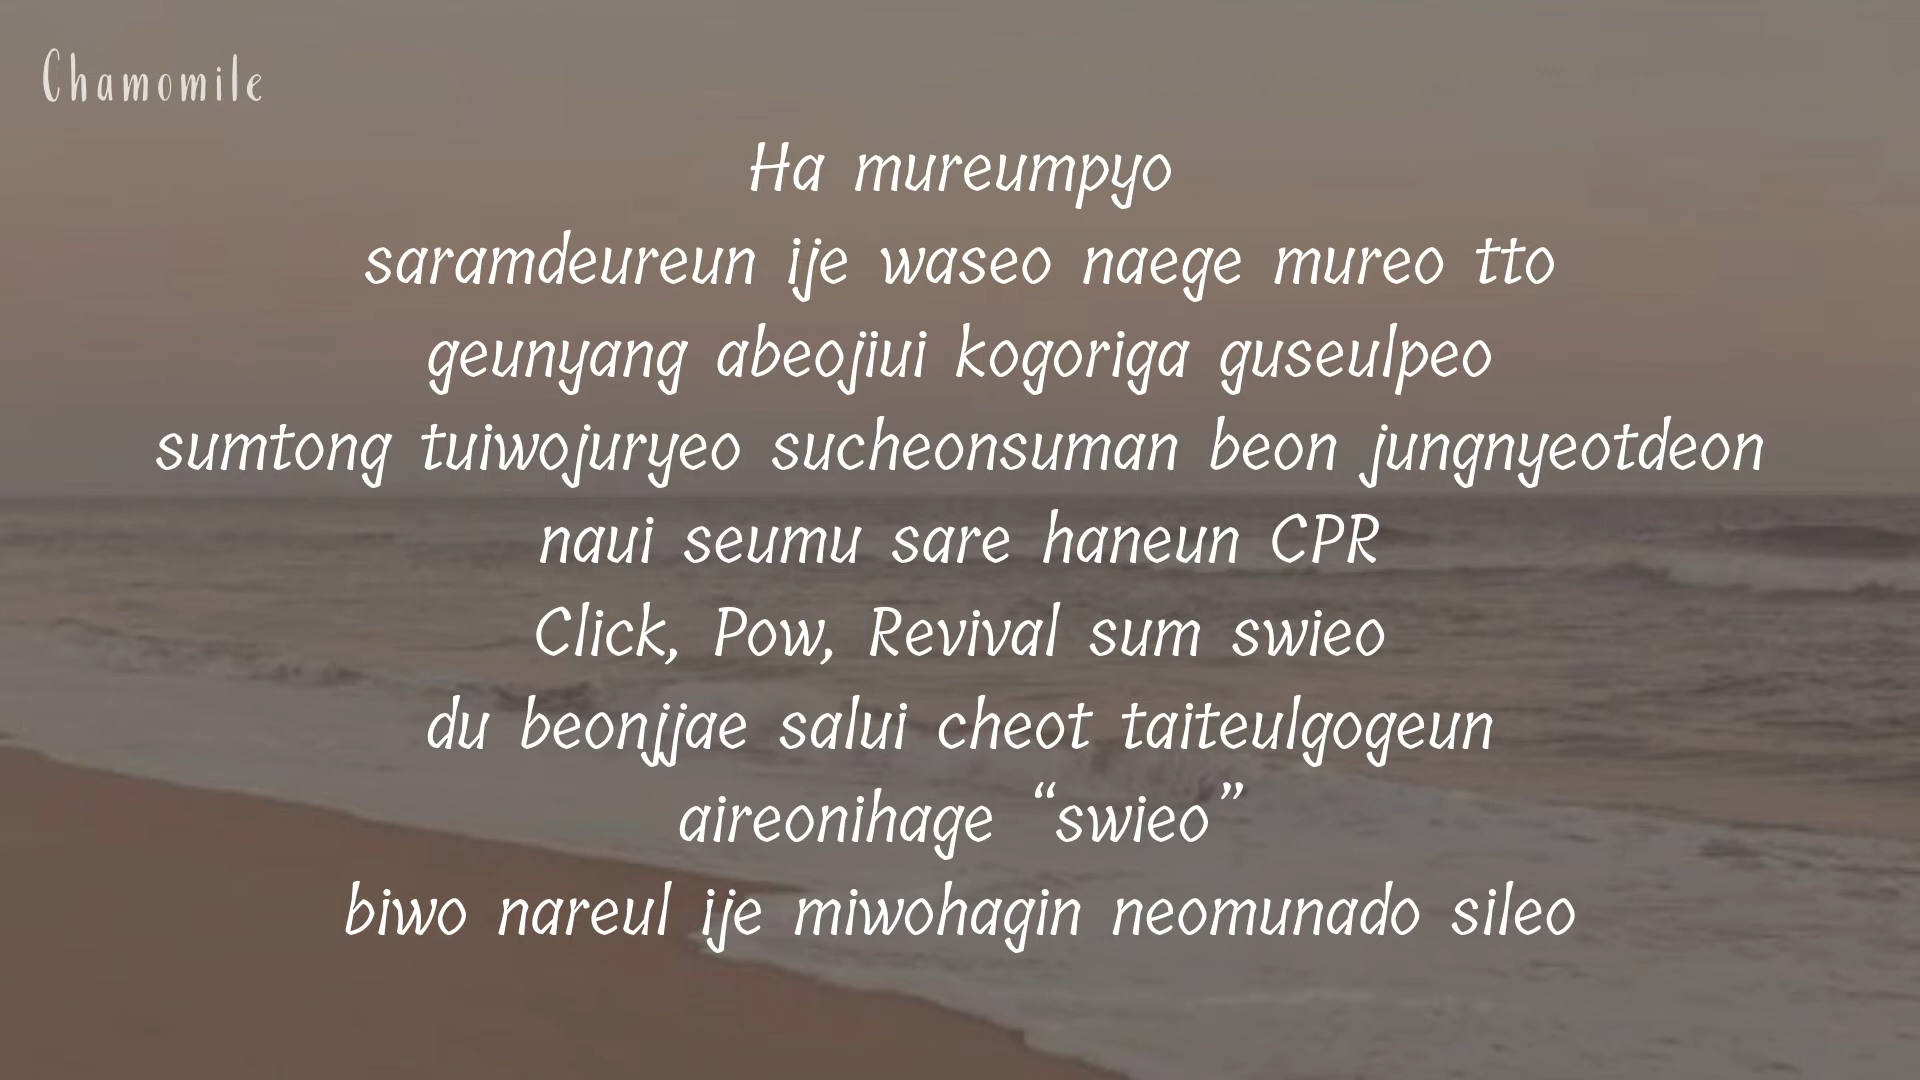 Chamomile
Ha mureumpyo
saramdeureun ije waseo naege mureo tto
geunyang abeojiui kogoriga guseulpeo
sumtong tuiwojuryeo sucheonsuman beon jungnyeotdeon
naui seumu sare haneun CPR
Click, Pow, Revival sum swieo
du beonjjae salui cheot taiteulgogeun
aireonihage “swieo”
biwo nareul ije miwohagin neomunado sileo